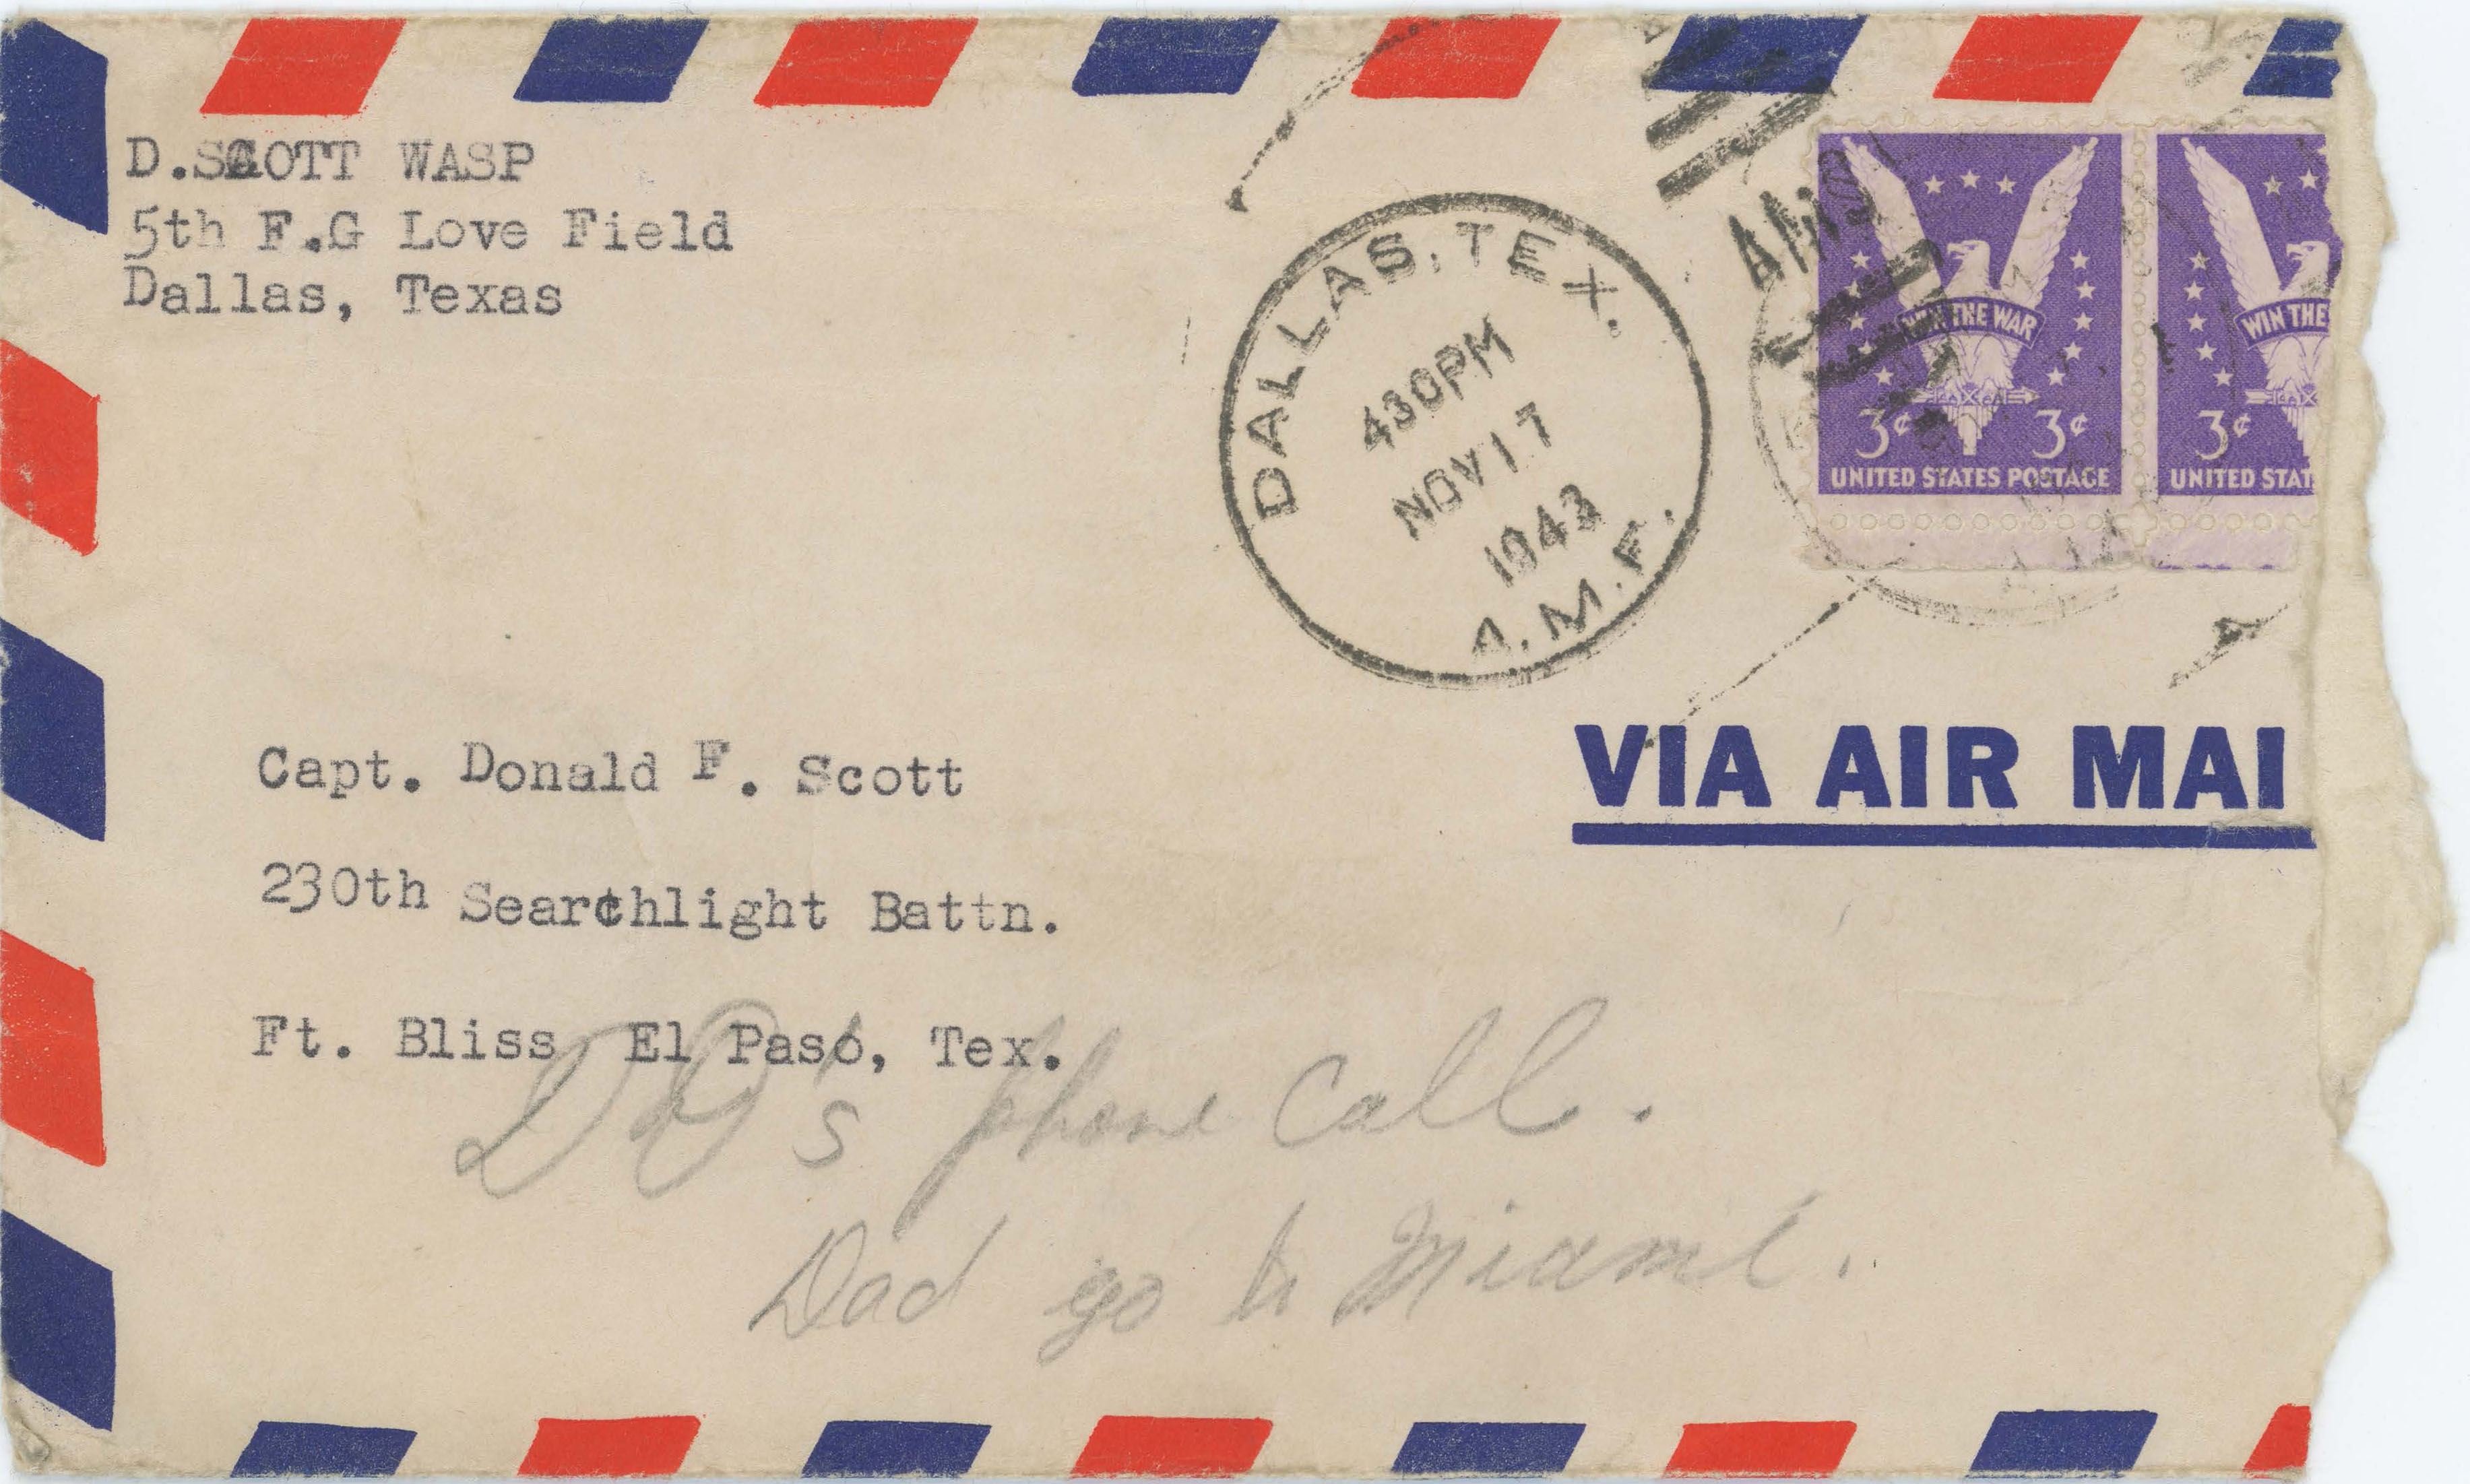 D.SCOTT WASP
5th F.G Love Field
Dallas, Texas
DALLAS, TEX.
430PM
NOV 17
1943
A.M.F.
WIN THE WAR
3¢ 3¢
UNITED STATES POSTAGE
WIN THE
3¢
UNITED STAT
VIA AIR MAI
Capt. Donald F. Scott
230th Searchlight Battn.
Ft. Bliss, El Paso, Tex.
phone Call.
Dad go to Miami.